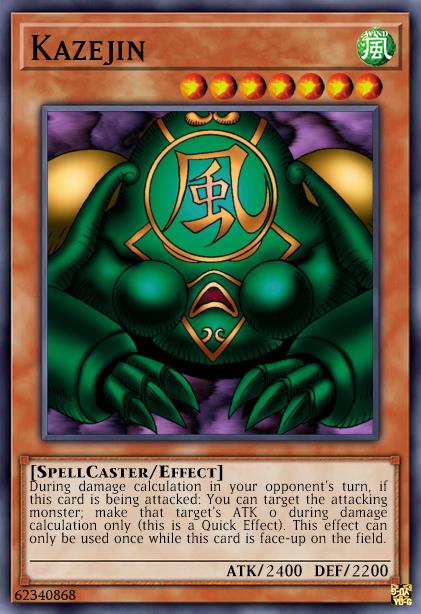 Kazejin
WIND
風
風
[SpellCaster/Effect]
During damage calculation in your opponent's turn, if
this card is being attacked: You can target the attacking
monster; make that target's ATK 0 during damage
calculation only (this is a Quick Effect). This effect can
only be used once while this card is face-up on the field.
ATK/2400 DEF/2200
62340868